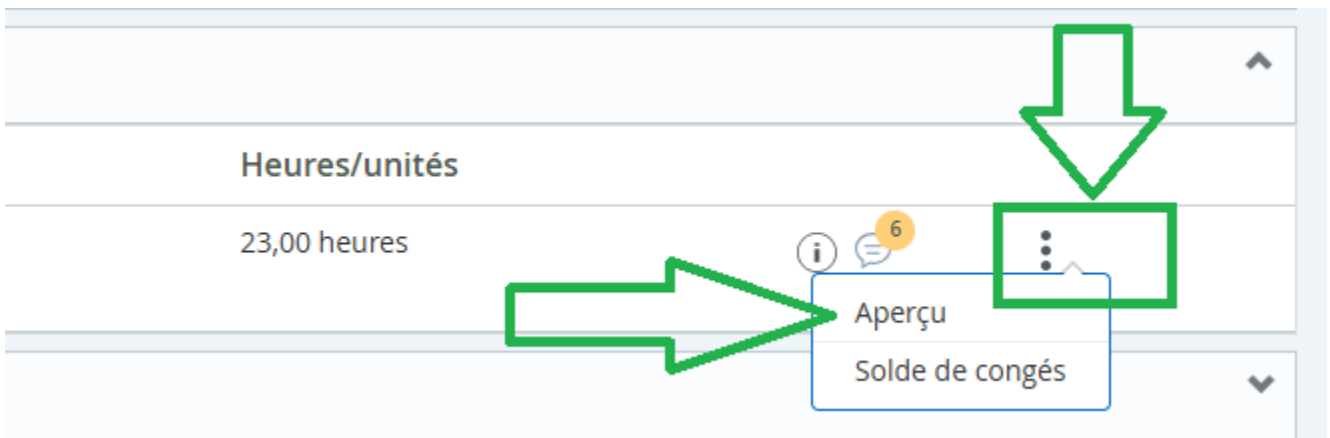 Heures/unités
23,00 heures
i
6
Aperçu
Solde de congés